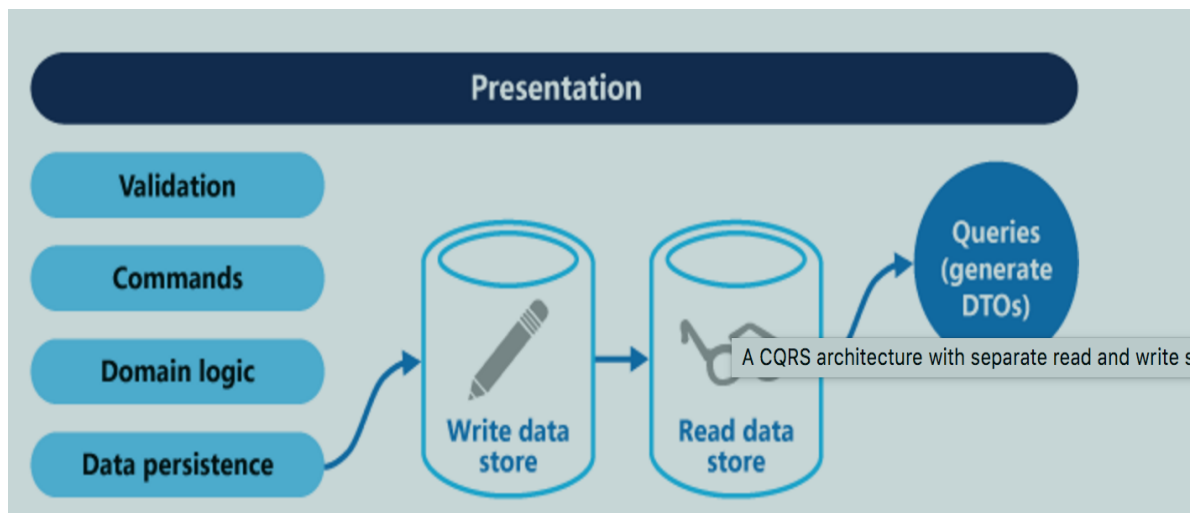 Presentation
Validation
Commands
Domain logic
Data persistence
Write data
store
Read data
store
Queries
(generate
DTOs)
A CQRS architecture with separate read and write s